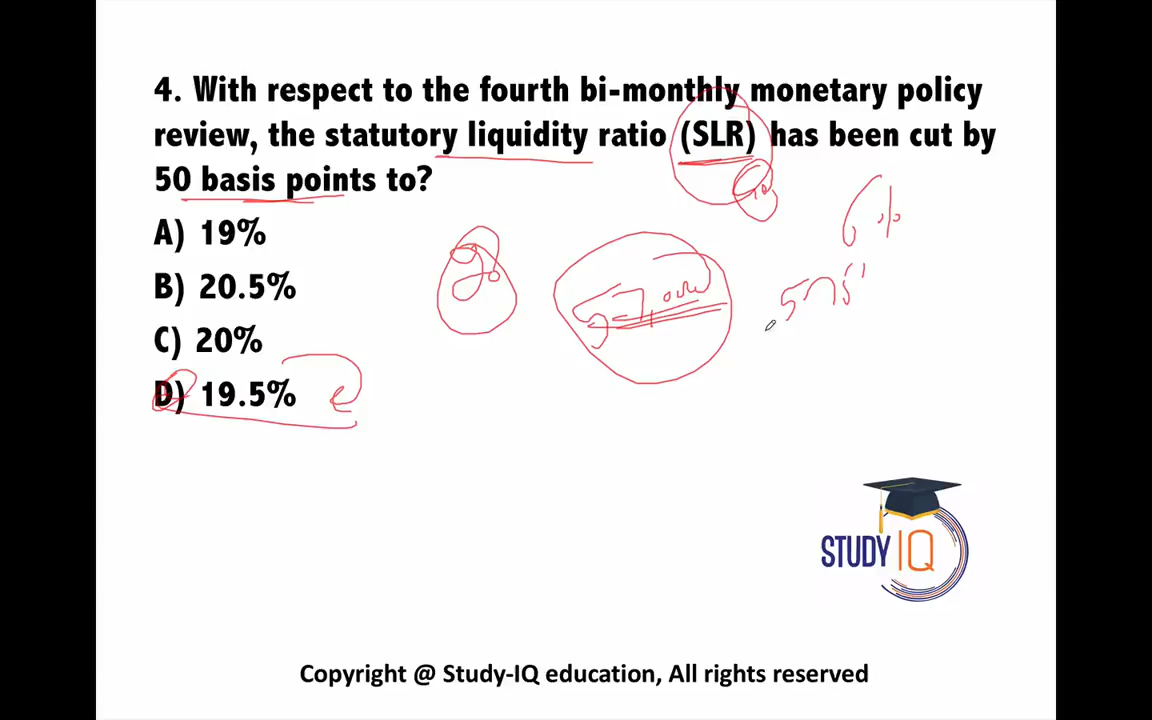 4. With respect to the fourth bi-monthly monetary policy
review, the statutory liquidity ratio (SLR) has been cut by
50 basis points to?
A) 19%
B) 20.5%
C) 20%
D) 19.5%
STUDY IQ
Copyright @ Study-IQ education, All rights reserved